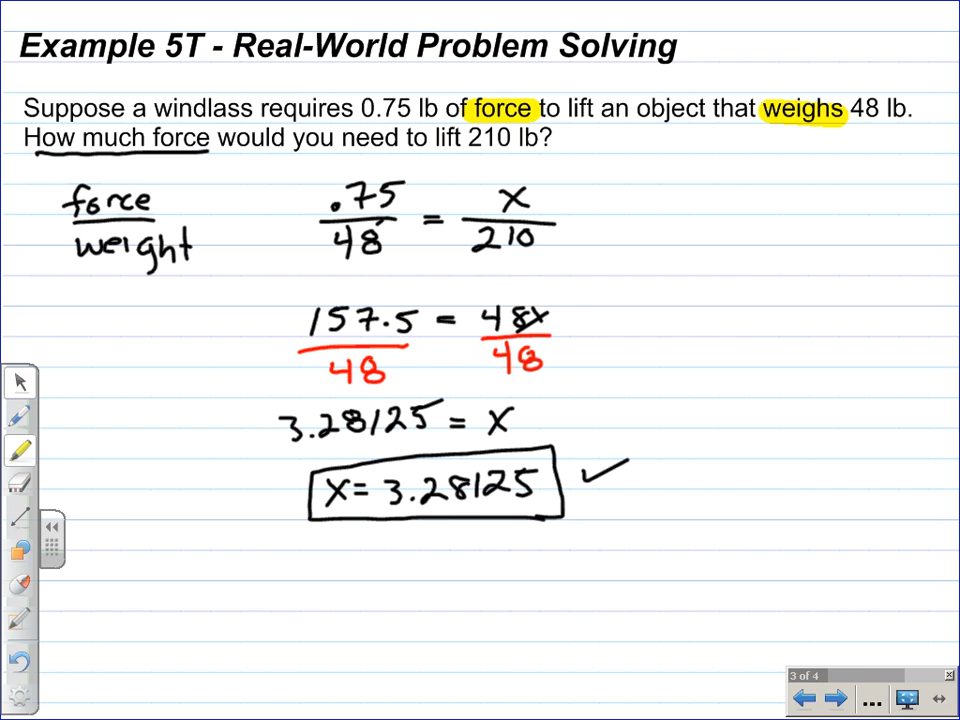 Example 5T - Real-World Problem Solving
Suppose a windlass requires 0.75 lb of force to lift an object that weighs 48 lb.
How much force would you need to lift 210 lb?
force / weight
.75 / 48 = x / 210
157.5 / 48 = 48x / 48
3.28125 = x
x = 3.28125 ✓
3 of 4
...